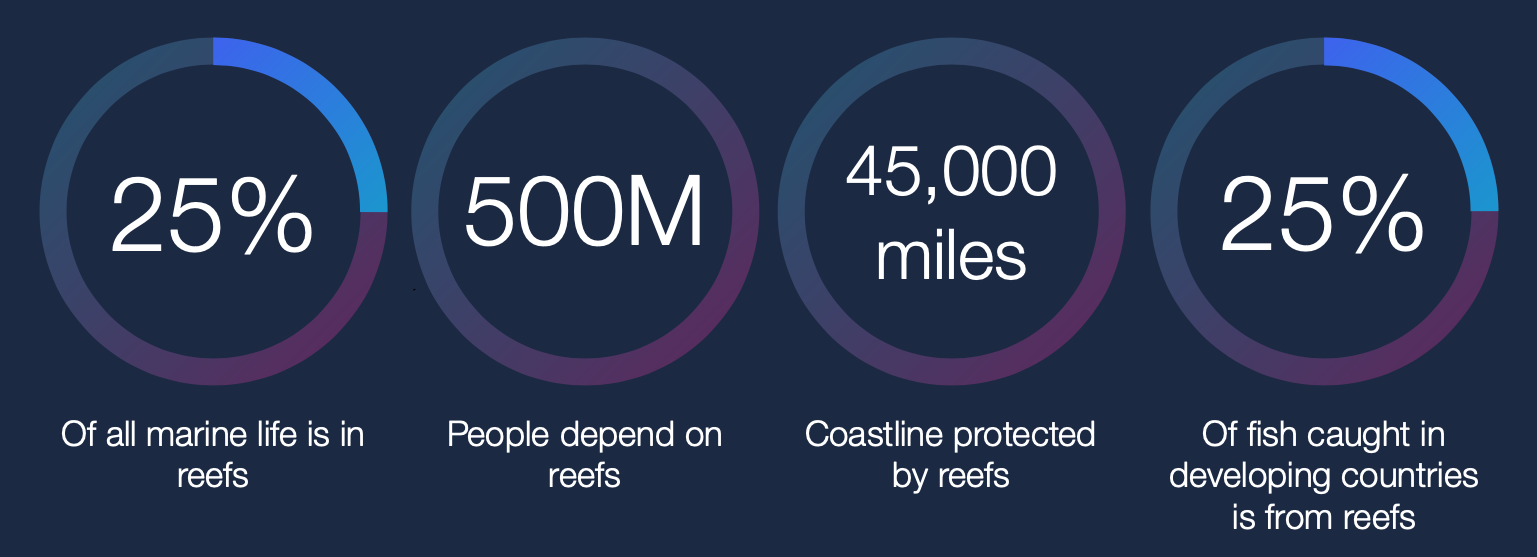 25%
Of all marine life is in
reefs
500M
People depend on
reefs
45,000
miles
Coastline protected
by reefs
25%
Of fish caught in
developing countries
is from reefs